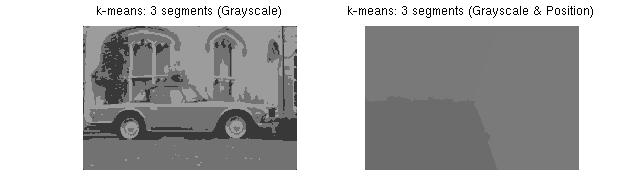 k-means: 3 segments (Grayscale)
k-means: 3 segments (Grayscale & Position)